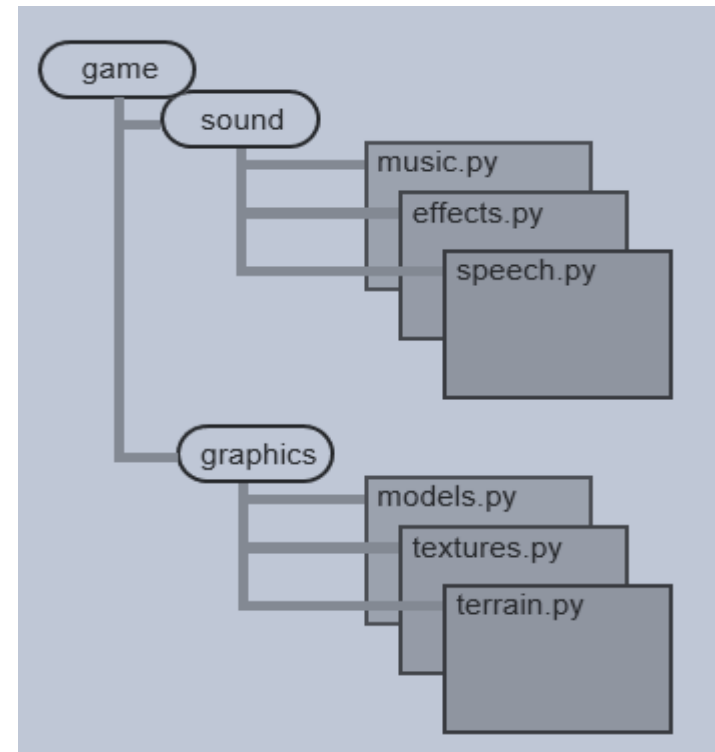 game
sound
music.py
effects.py
speech.py
graphics
models.py
textures.py
terrain.py